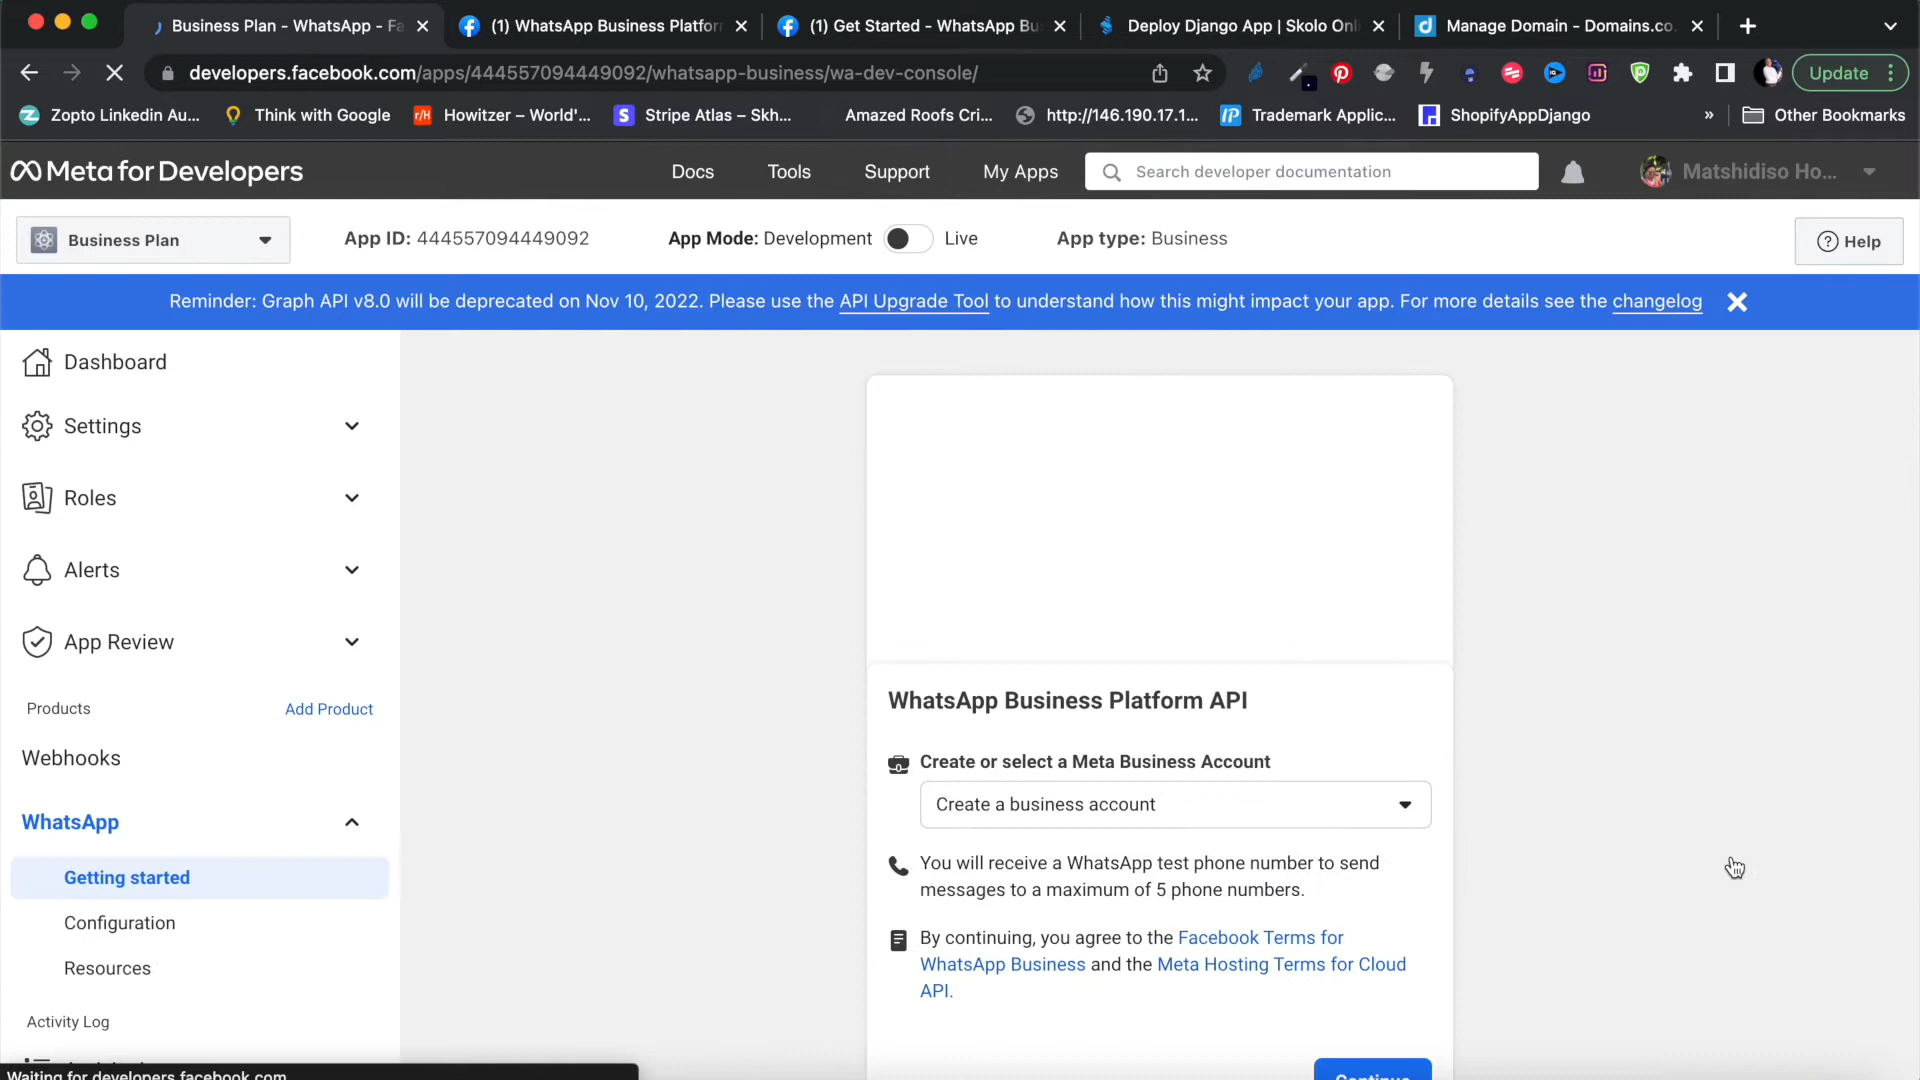 Business Plan - WhatsApp - Fa
(1) WhatsApp Business Platfor
(1) Get Started - WhatsApp Bu
Deploy Django App | Skolo Onl
Manage Domain - Domains.co.
developers.facebook.com/apps/444557094449092/whatsapp-business/wa-dev-console/
Update
Zopto Linkedin Au...
Think with Google
Howitzer – World'...
Stripe Atlas – Skh...
Amazed Roofs Cri...
http://146.190.17.1...
Trademark Applic...
ShopifyAppDjango
»
Other Bookmarks
Meta for Developers
Docs
Tools
Support
My Apps
Search developer documentation
Matshidiso Ho...
Business Plan
App ID: 444557094449092
App Mode: Development
Live
App type: Business
Help
Reminder: Graph API v8.0 will be deprecated on Nov 10, 2022. Please use the API Upgrade Tool to understand how this might impact your app. For more details see the changelog
Dashboard
Settings
Roles
Alerts
App Review
Products
Add Product
Webhooks
WhatsApp
Getting started
Configuration
Resources
Activity Log
WhatsApp Business Platform API
Create or select a Meta Business Account
Create a business account
You will receive a WhatsApp test phone number to send
messages to a maximum of 5 phone numbers.
By continuing, you agree to the Facebook Terms for
WhatsApp Business and the Meta Hosting Terms for Cloud
API.
Continue
Waiting for developers.facebook.com